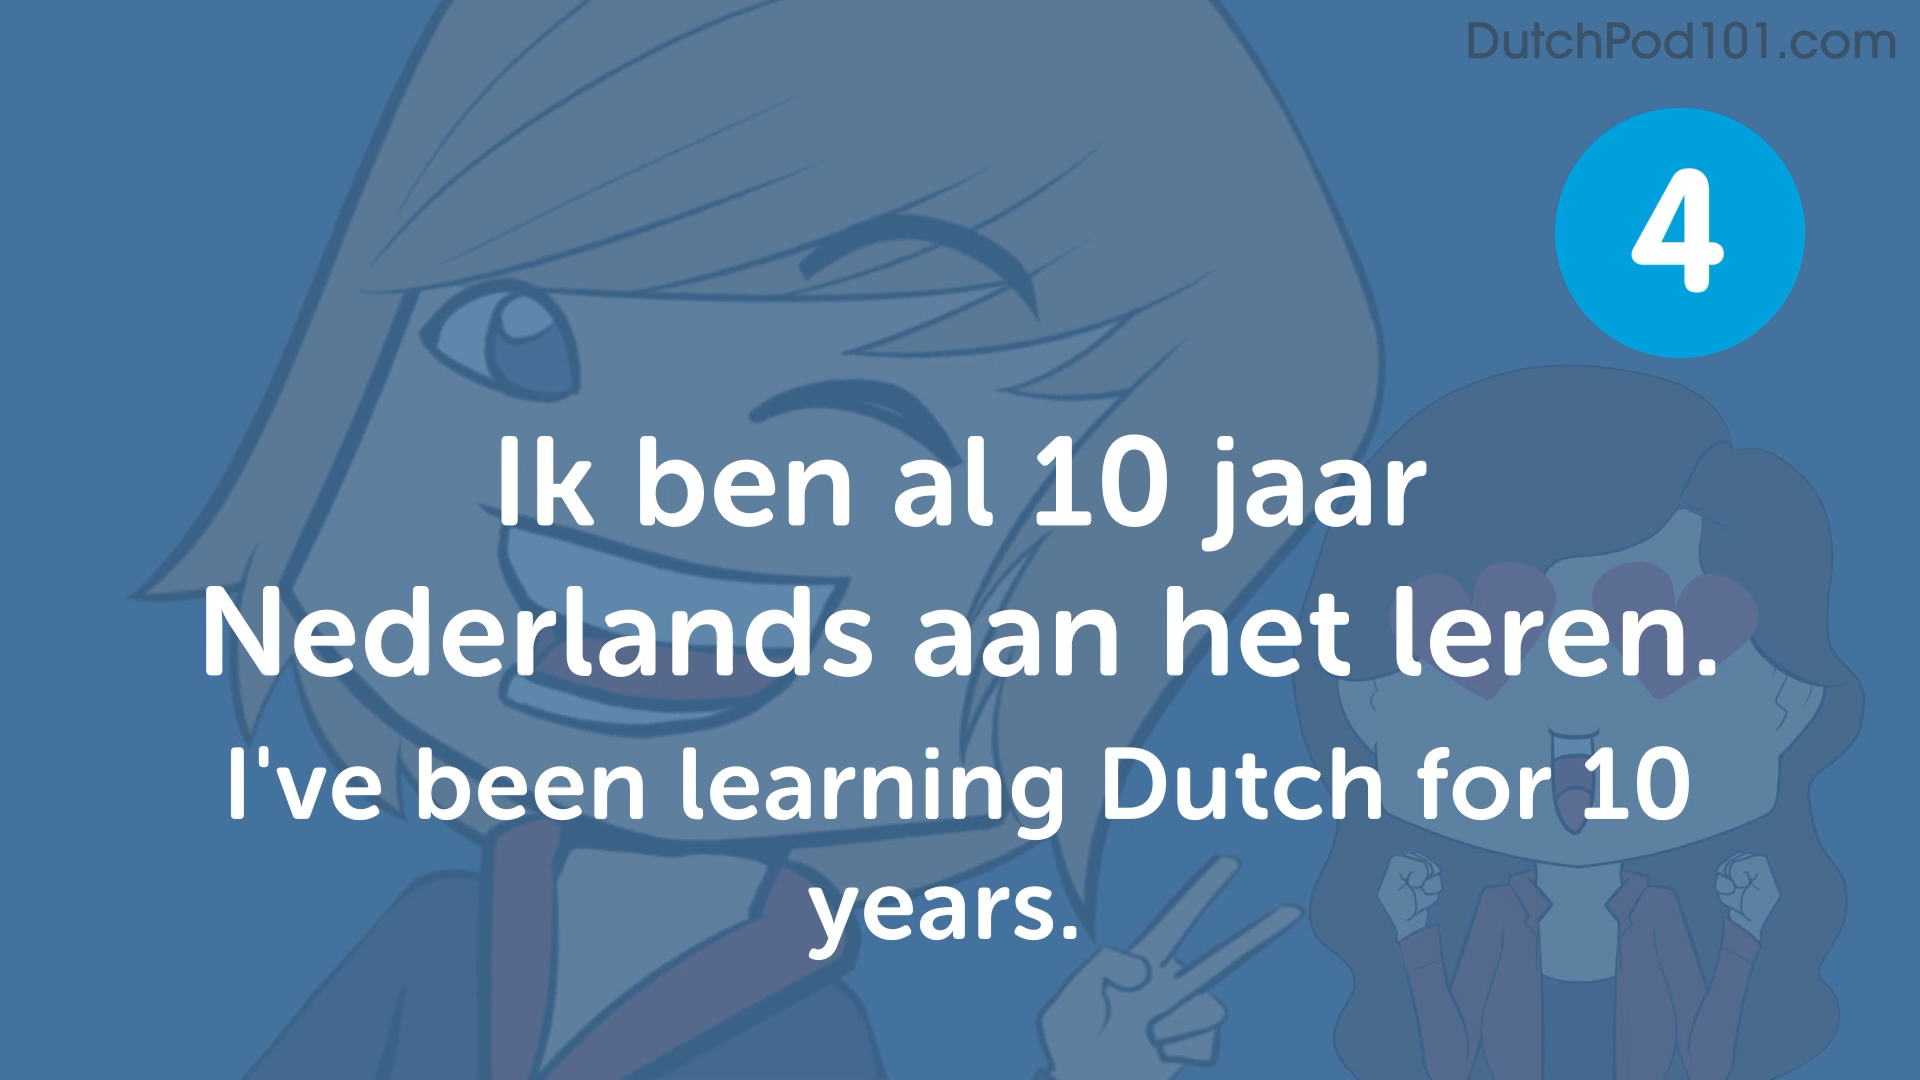 DutchPod101.com
4
Ik ben al 10 jaar
Nederlands aan het leren.
I've been learning Dutch for 10
years.